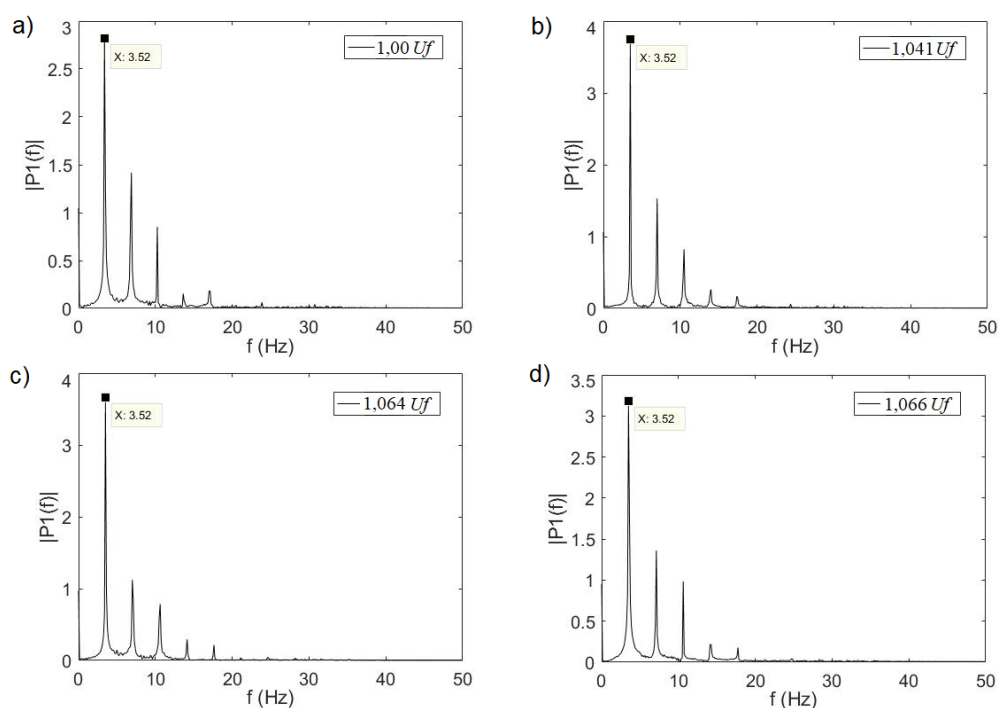 a)
3
2.5
2
1.5
1
0.5
0
|P1(f)|
X: 3.52
1,00 Uf
0 10 20 30 40 50
f (Hz)
b)
4
3
2
1
0
|P1(f)|
X: 3.52
1,041 Uf
0 10 20 30 40 50
f (Hz)
c)
4
3
2
1
0
|P1(f)|
X: 3.52
1,064 Uf
0 10 20 30 40 50
f (Hz)
d)
3.5
3
2.5
2
1.5
1
0.5
0
|P1(f)|
X: 3.52
1,066 Uf
0 10 20 30 40 50
f (Hz)